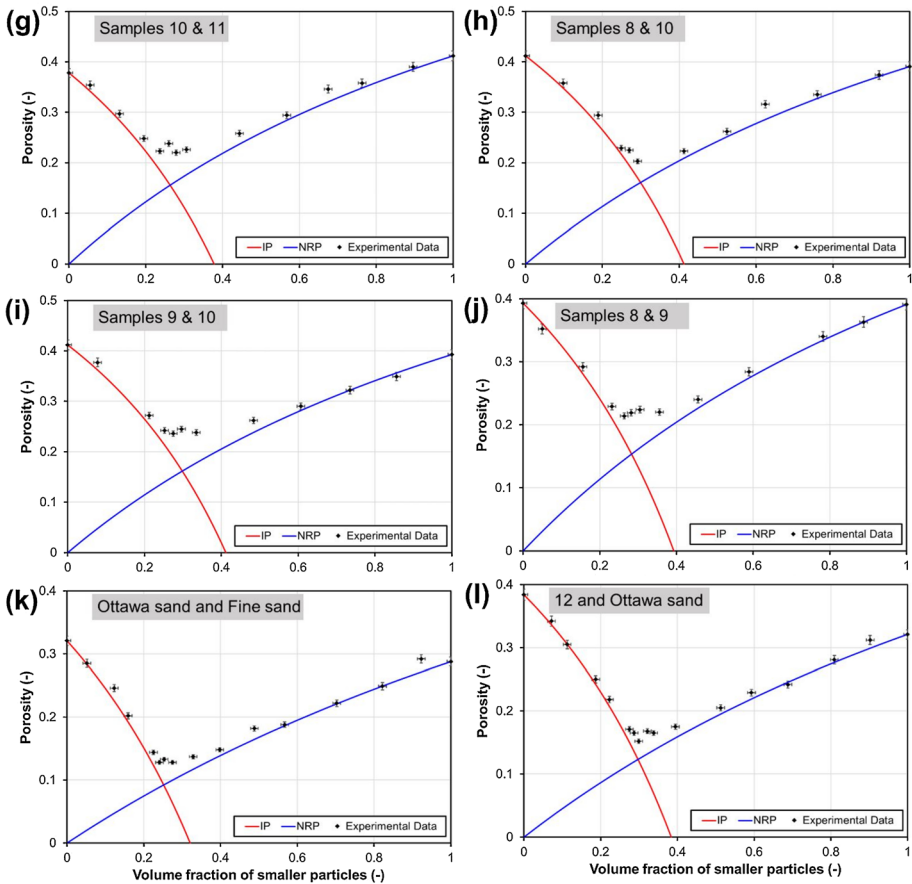 (g)
Samples 10 & 11
0.5
0.4
0.3
0.2
0.1
0
Porosity (-)
IP NRP Experimental Data
0 0.2 0.4 0.6 0.8 1
(h)
Samples 8 & 10
0.5
0.4
0.3
0.2
0.1
0
Porosity (-)
IP NRP Experimental Data
0 0.2 0.4 0.6 0.8 1
(i)
Samples 9 & 10
0.5
0.4
0.3
0.2
0.1
0
Porosity (-)
IP NRP Experimental Data
0 0.2 0.4 0.6 0.8 1
(j)
Samples 8 & 9
0.4
0.3
0.2
0.1
0
Porosity (-)
IP NRP Experimental Data
0 0.2 0.4 0.6 0.8 1
(k)
Ottawa sand and Fine sand
0.4
0.3
0.2
0.1
0
Porosity (-)
IP NRP Experimental Data
0 0.2 0.4 0.6 0.8 1
Volume fraction of smaller particles (-)
(l)
12 and Ottawa sand
0.4
0.3
0.2
0.1
0
Porosity (-)
IP NRP Experimental Data
0 0.2 0.4 0.6 0.8 1
Volume fraction of smaller particles (-)